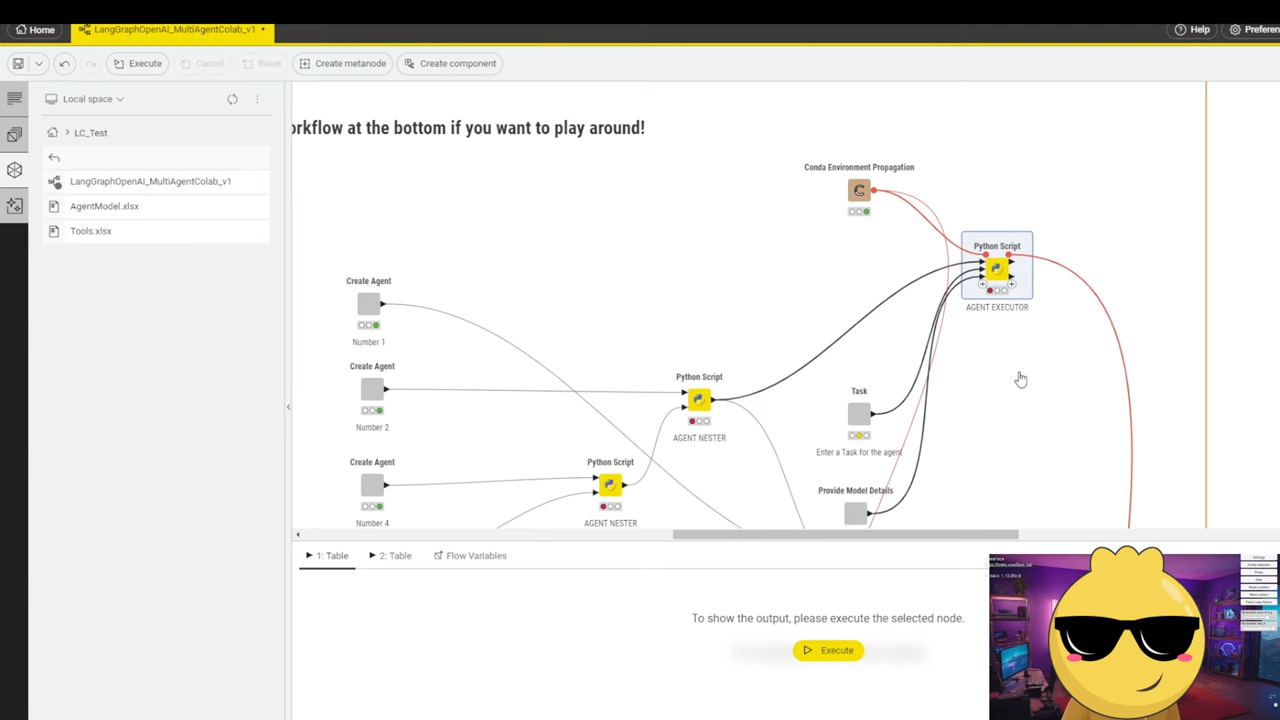 Home
LangGraphOpenAI_MultiAgentColab_v1 •
Help
Execute
Cancel
Reset
Create metanode
Create component
Local space
LC_Test
LangGraphOpenAI_MultiAgentColab_v1
AgentModel.xlsx
Tools.xlsx
orkflow at the bottom if you want to play around!
Conda Environment Propagation
Python Script
AGENT EXECUTOR
Create Agent
Number 1
Create Agent
Number 2
Python Script
AGENT NESTER
Task
Enter a Task for the agent
Create Agent
Number 4
Python Script
AGENT NESTER
Provide Model Details
1: Table
2: Table
Flow Variables
To show the output, please execute the selected node.
Execute